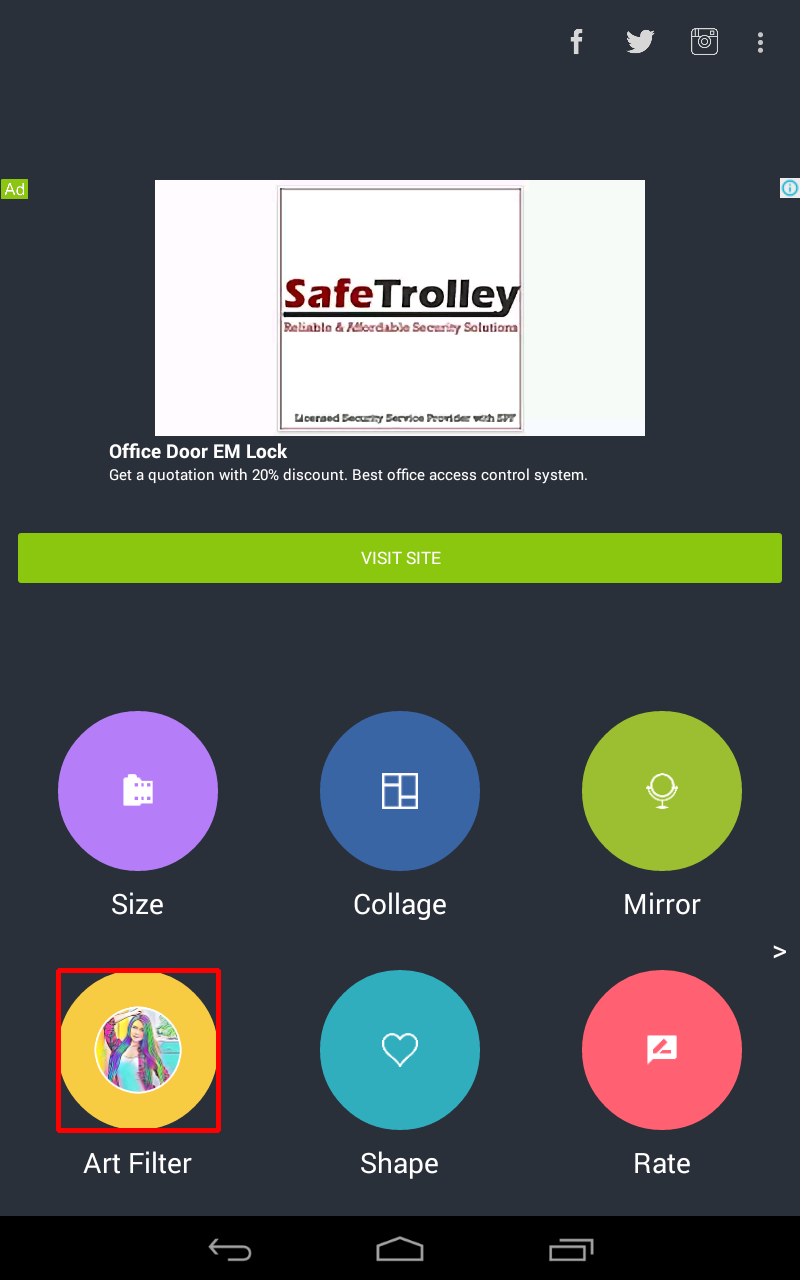 Ad
SafeTrolley
Reliable & Affordable Security Solutions
Licensed Security Service Provider with SPF
Office Door EM Lock
Get a quotation with 20% discount. Best office access control system.
VISIT SITE
Size
Collage
Mirror
>
Art Filter
Shape
Rate